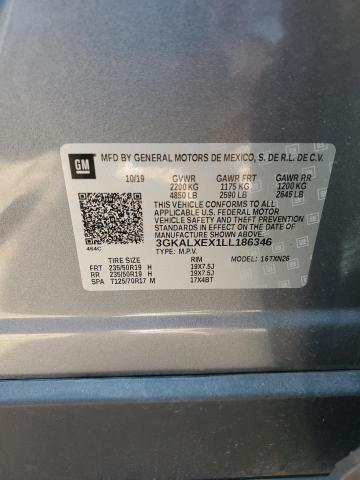 GM
MFD BY GENERAL MOTORS DE MEXICO, S. DE R.L. DE C.V.
10/19 GVWR GAWR FRT GAWR RR
2200 KG 1175 KG 1200 KG
4850 LB 2590 LB 2645 LB
THIS VEHICLE CONFORMS TO ALL
APPLICABLE U.S. FEDERAL MOTOR
VEHICLE SAFETY AND THEFT PREVENTION
STANDARDS IN EFFECT ON THE DATE OF
MANUFACTURE SHOWN ABOVE.
464C 3GKALXEX1LL186346
TYPE: M.P.V. MODEL: 16TXN26
TIRE SIZE RIM
FRT 235/50R19 H 19X7.5J
RR 235/50R19 H 19X7.5J
SPA T125/70R17 M 17X4BT